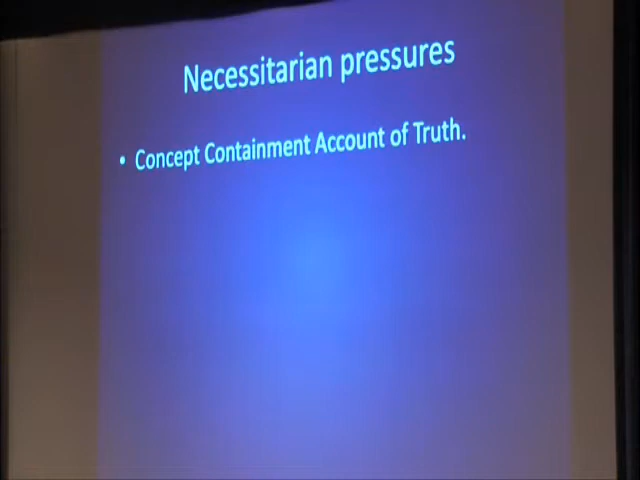 Necessitarian pressures
• Concept Containment Account of Truth.